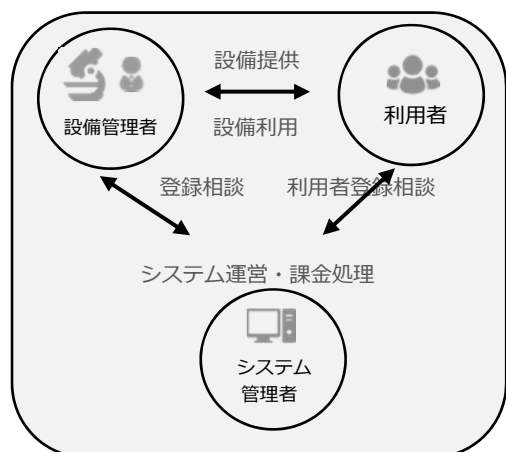 設備提供
設備管理者
利用者
設備利用
登録相談
利用者登録相談
システム運営・課金処理
システム
管理者